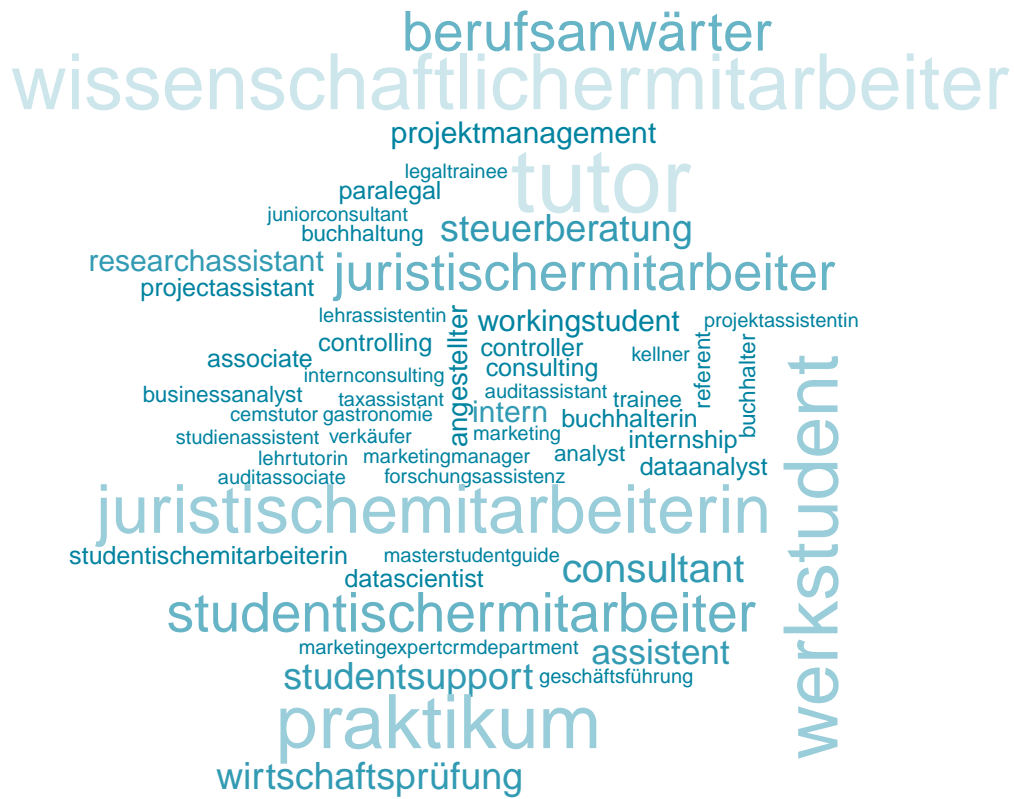 berufsanwärter
wissenschaftlichermitarbeiter
projektmanagement
legaltrainee
tutor
paralegal
juniorconsultant
buchhaltung
steuerberatung
researchassistant
juristischermitarbeiter
projectassistant
lehrassistentin
angestellter
workingstudent
projektassistentin
controlling
controller
kellner
referent
buchhalter
werkstudent
associate
internconsulting
consulting
businessanalyst
taxassistant
auditassistant
trainee
cemstutor
gastronomie
intern
buchhalterin
studienassistent
verkäufer
marketing
internship
lehrtutorin
marketingmanager
analyst
dataanalyst
auditassociate
forschungsassistenz
juristischemitarbeiterin
studentischemitarbeiterin
masterstudentguide
consultant
datascientist
studentischermitarbeiter
marketingexpertcrmdepartment
assistent
studentsupport
geschäftsführung
praktikum
wirtschaftsprüfung